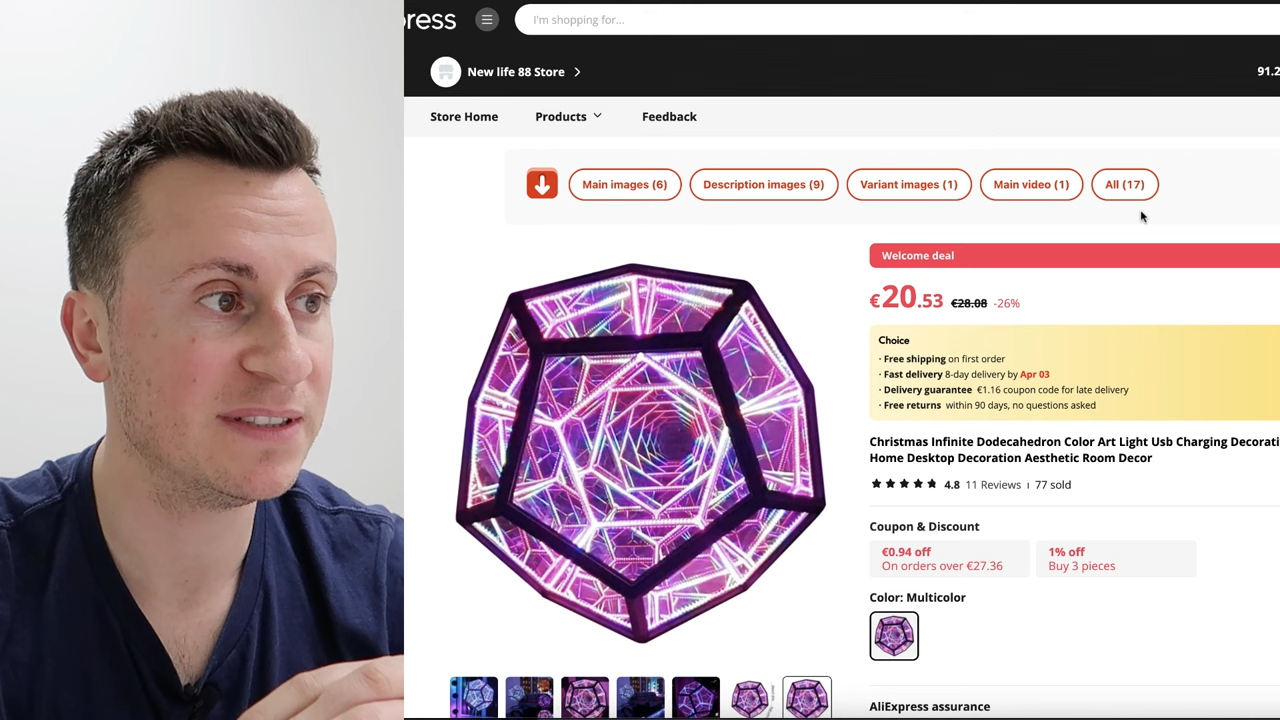 press
I'm shopping for...
New life 88 Store
91.2
Store Home
Products
Feedback
Main images (6)
Description images (9)
Variant images (1)
Main video (1)
All (17)
Welcome deal
€20.53 €28.08 -26%
Choice
· Free shipping on first order
· Fast delivery 8-day delivery by Apr 03
· Delivery guarantee €1.16 coupon code for late delivery
· Free returns within 90 days, no questions asked
Christmas Infinite Dodecahedron Color Art Light Usb Charging Decorati
Home Desktop Decoration Aesthetic Room Decor
4.8 11 Reviews 77 sold
Coupon & Discount
€0.94 off
On orders over €27.36
1% off
Buy 3 pieces
Color: Multicolor
AliExpress assurance